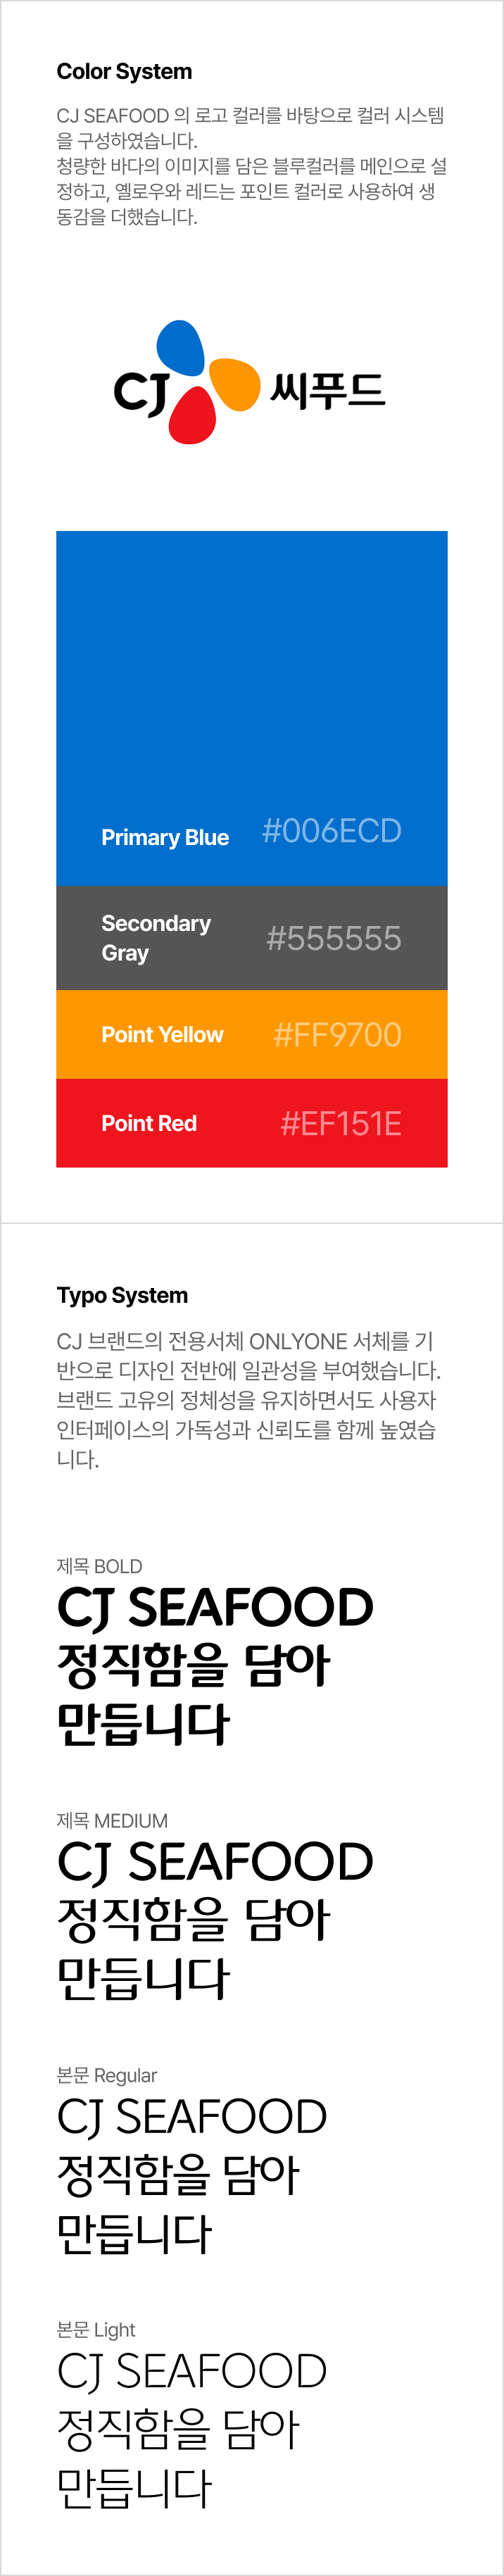 Color System
CJ SEAFOOD 의 로고 컬러를 바탕으로 컬러 시스템
을 구성하였습니다.
청량한 바다의 이미지를 담은 블루컬러를 메인으로 설
정하고, 옐로우와 레드는 포인트 컬러로 사용하여 생
동감을 더했습니다.
CJ 씨푸드
Primary Blue #006ECD
Secondary
Gray #555555
Point Yellow #FF9700
Point Red #EF151E
Typo System
CJ 브랜드의 전용서체 ONLYONE 서체를 기
반으로 디자인 전반에 일관성을 부여했습니다.
브랜드 고유의 정체성을 유지하면서도 사용자
인터페이스의 가독성과 신뢰도를 함께 높였습
니다.
제목 BOLD
CJ SEAFOOD
정직함을 담아
만듭니다
제목 MEDIUM
CJ SEAFOOD
정직함을 담아
만듭니다
본문 Regular
CJ SEAFOOD
정직함을 담아
만듭니다
본문 Light
CJ SEAFOOD
정직함을 담아
만듭니다